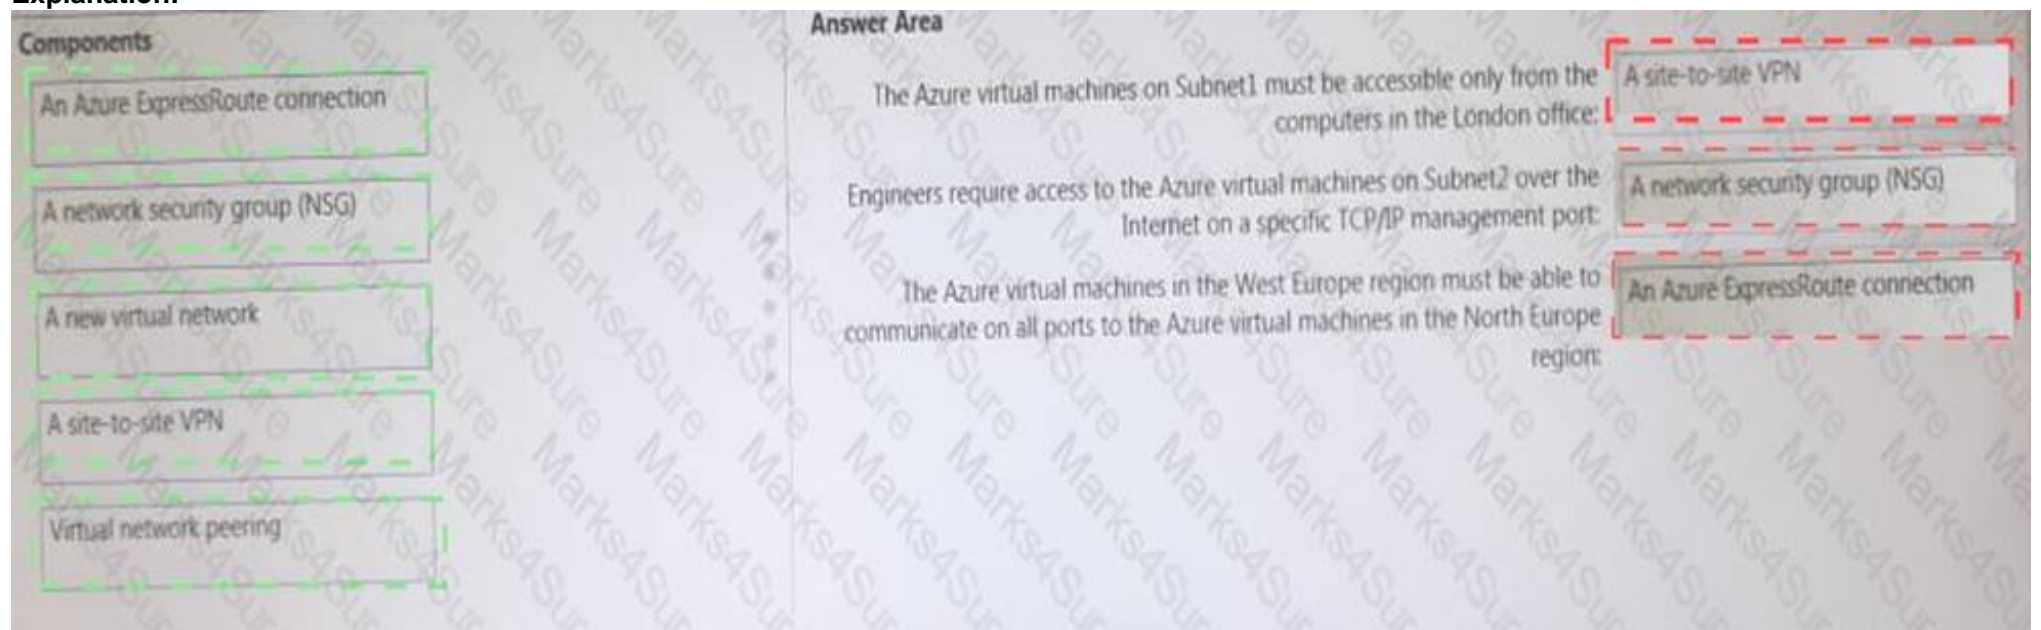 Explanation:
Components
An Azure ExpressRoute connection
A network security group (NSG)
A new virtual network
A site-to-site VPN
Virtual network peering
Answer Area
The Azure virtual machines on Subnet1 must be accessible only from the
computers in the London office:
A site-to-site VPN
Engineers require access to the Azure virtual machines on Subnet2 over the
Internet on a specific TCP/IP management port:
A network security group (NSG)
The Azure virtual machines in the West Europe region must be able to
communicate on all ports to the Azure virtual machines in the North Europe
region:
An Azure ExpressRoute connection
Marks4Sure